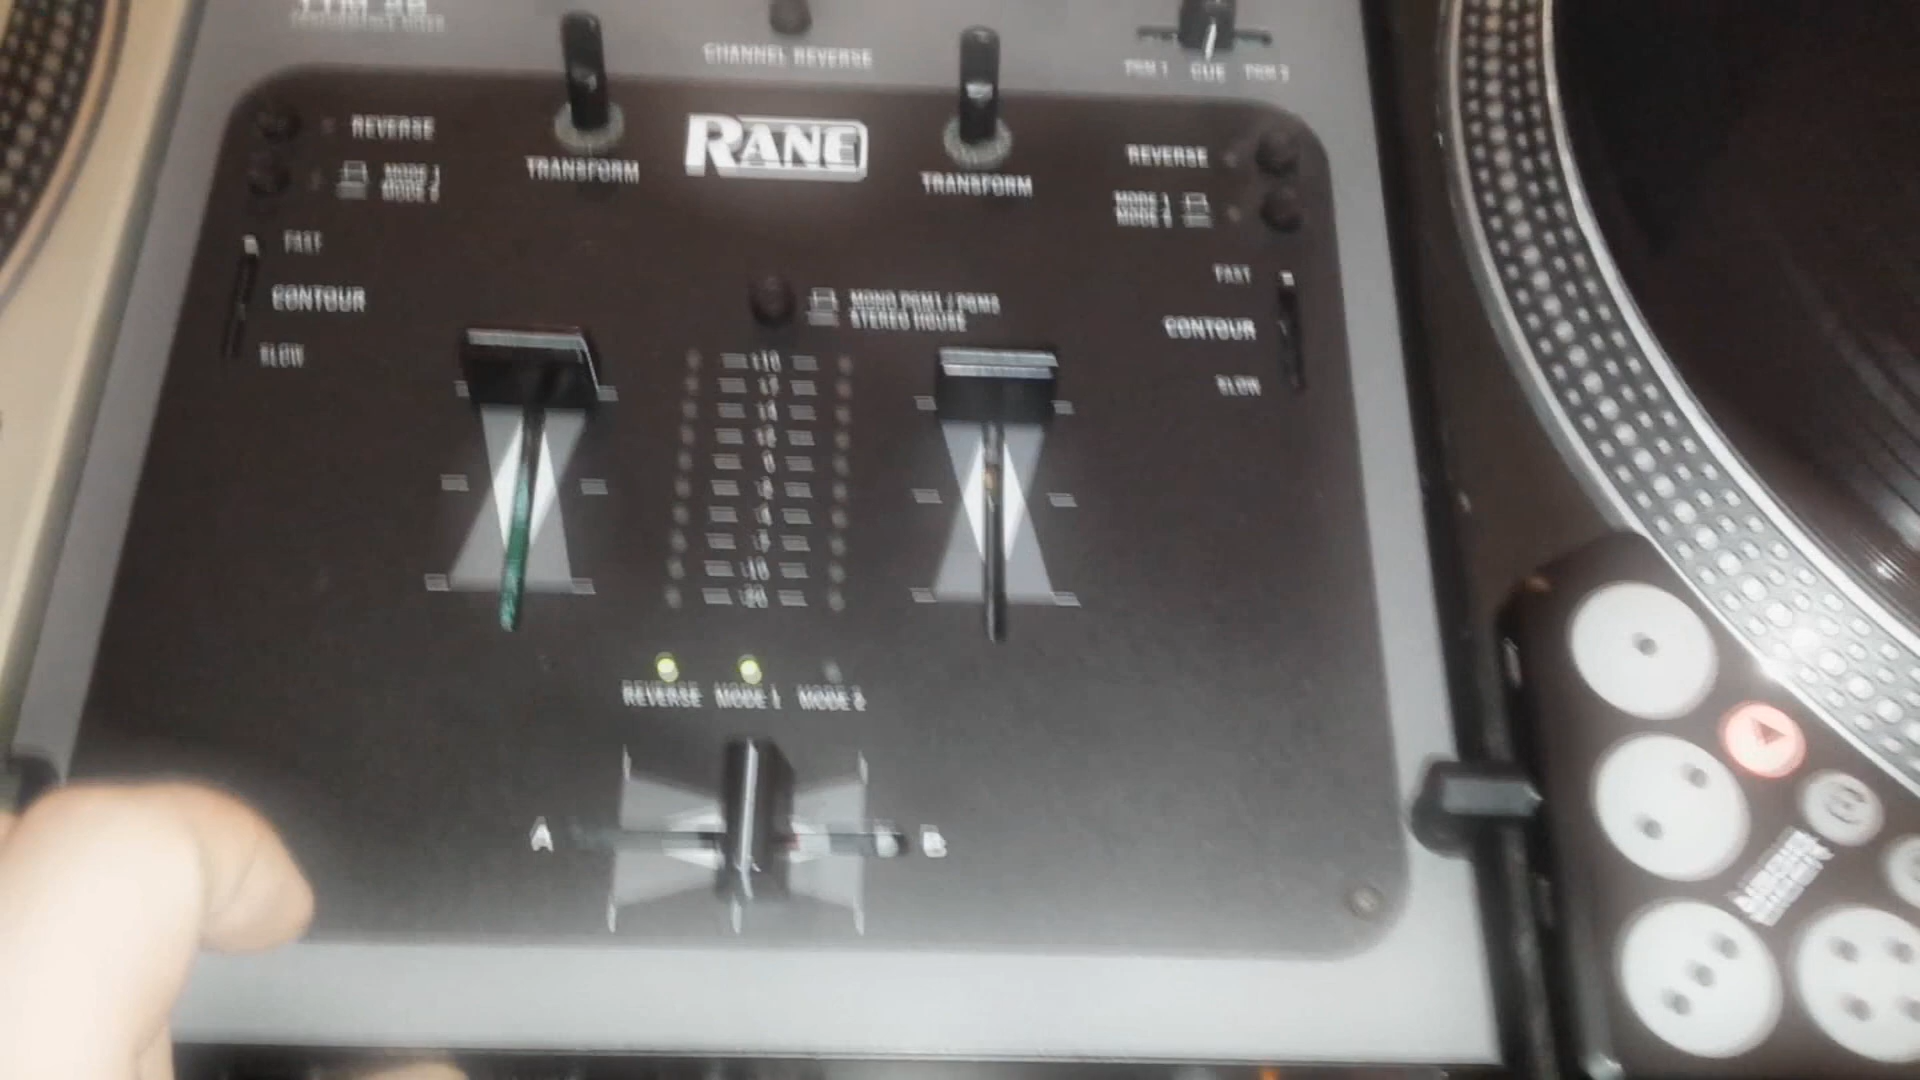 PERFORMANCE MIXER
CHANNEL REVERSE
PGM 1 CUE PGM 2
REVERSE
MODE 1
MODE 2
FAST
CONTOUR
SLOW
TRANSFORM
RANE
TRANSFORM
REVERSE
MODE 1
MODE 2
FAST
CONTOUR
SLOW
MONO PGM1 / PGM2
STEREO HOUSE
+10
0
REVERSE MODE 1 MODE 2
A B